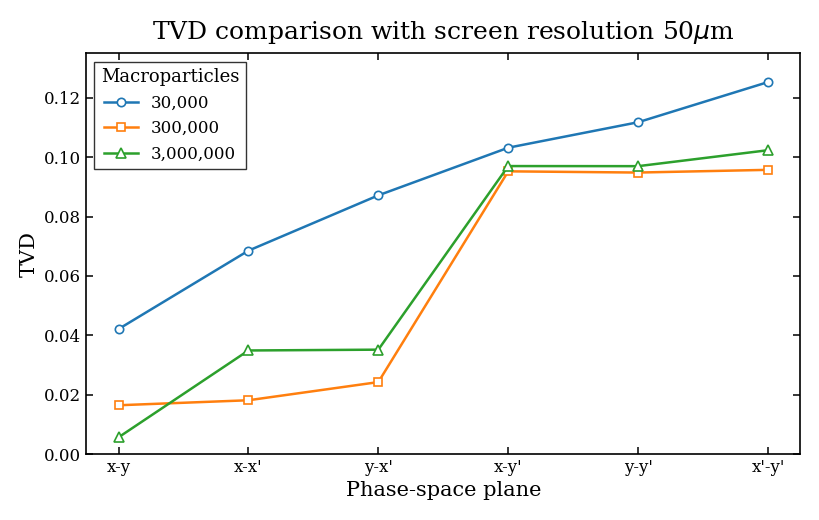 TVD comparison with screen resolution 50μm
Macroparticles
30,000
300,000
3,000,000
TVD
0.12
0.10
0.08
0.06
0.04
0.02
0.00
x-y
x-x'
y-x'
x-y'
y-y'
x'-y'
Phase-space plane